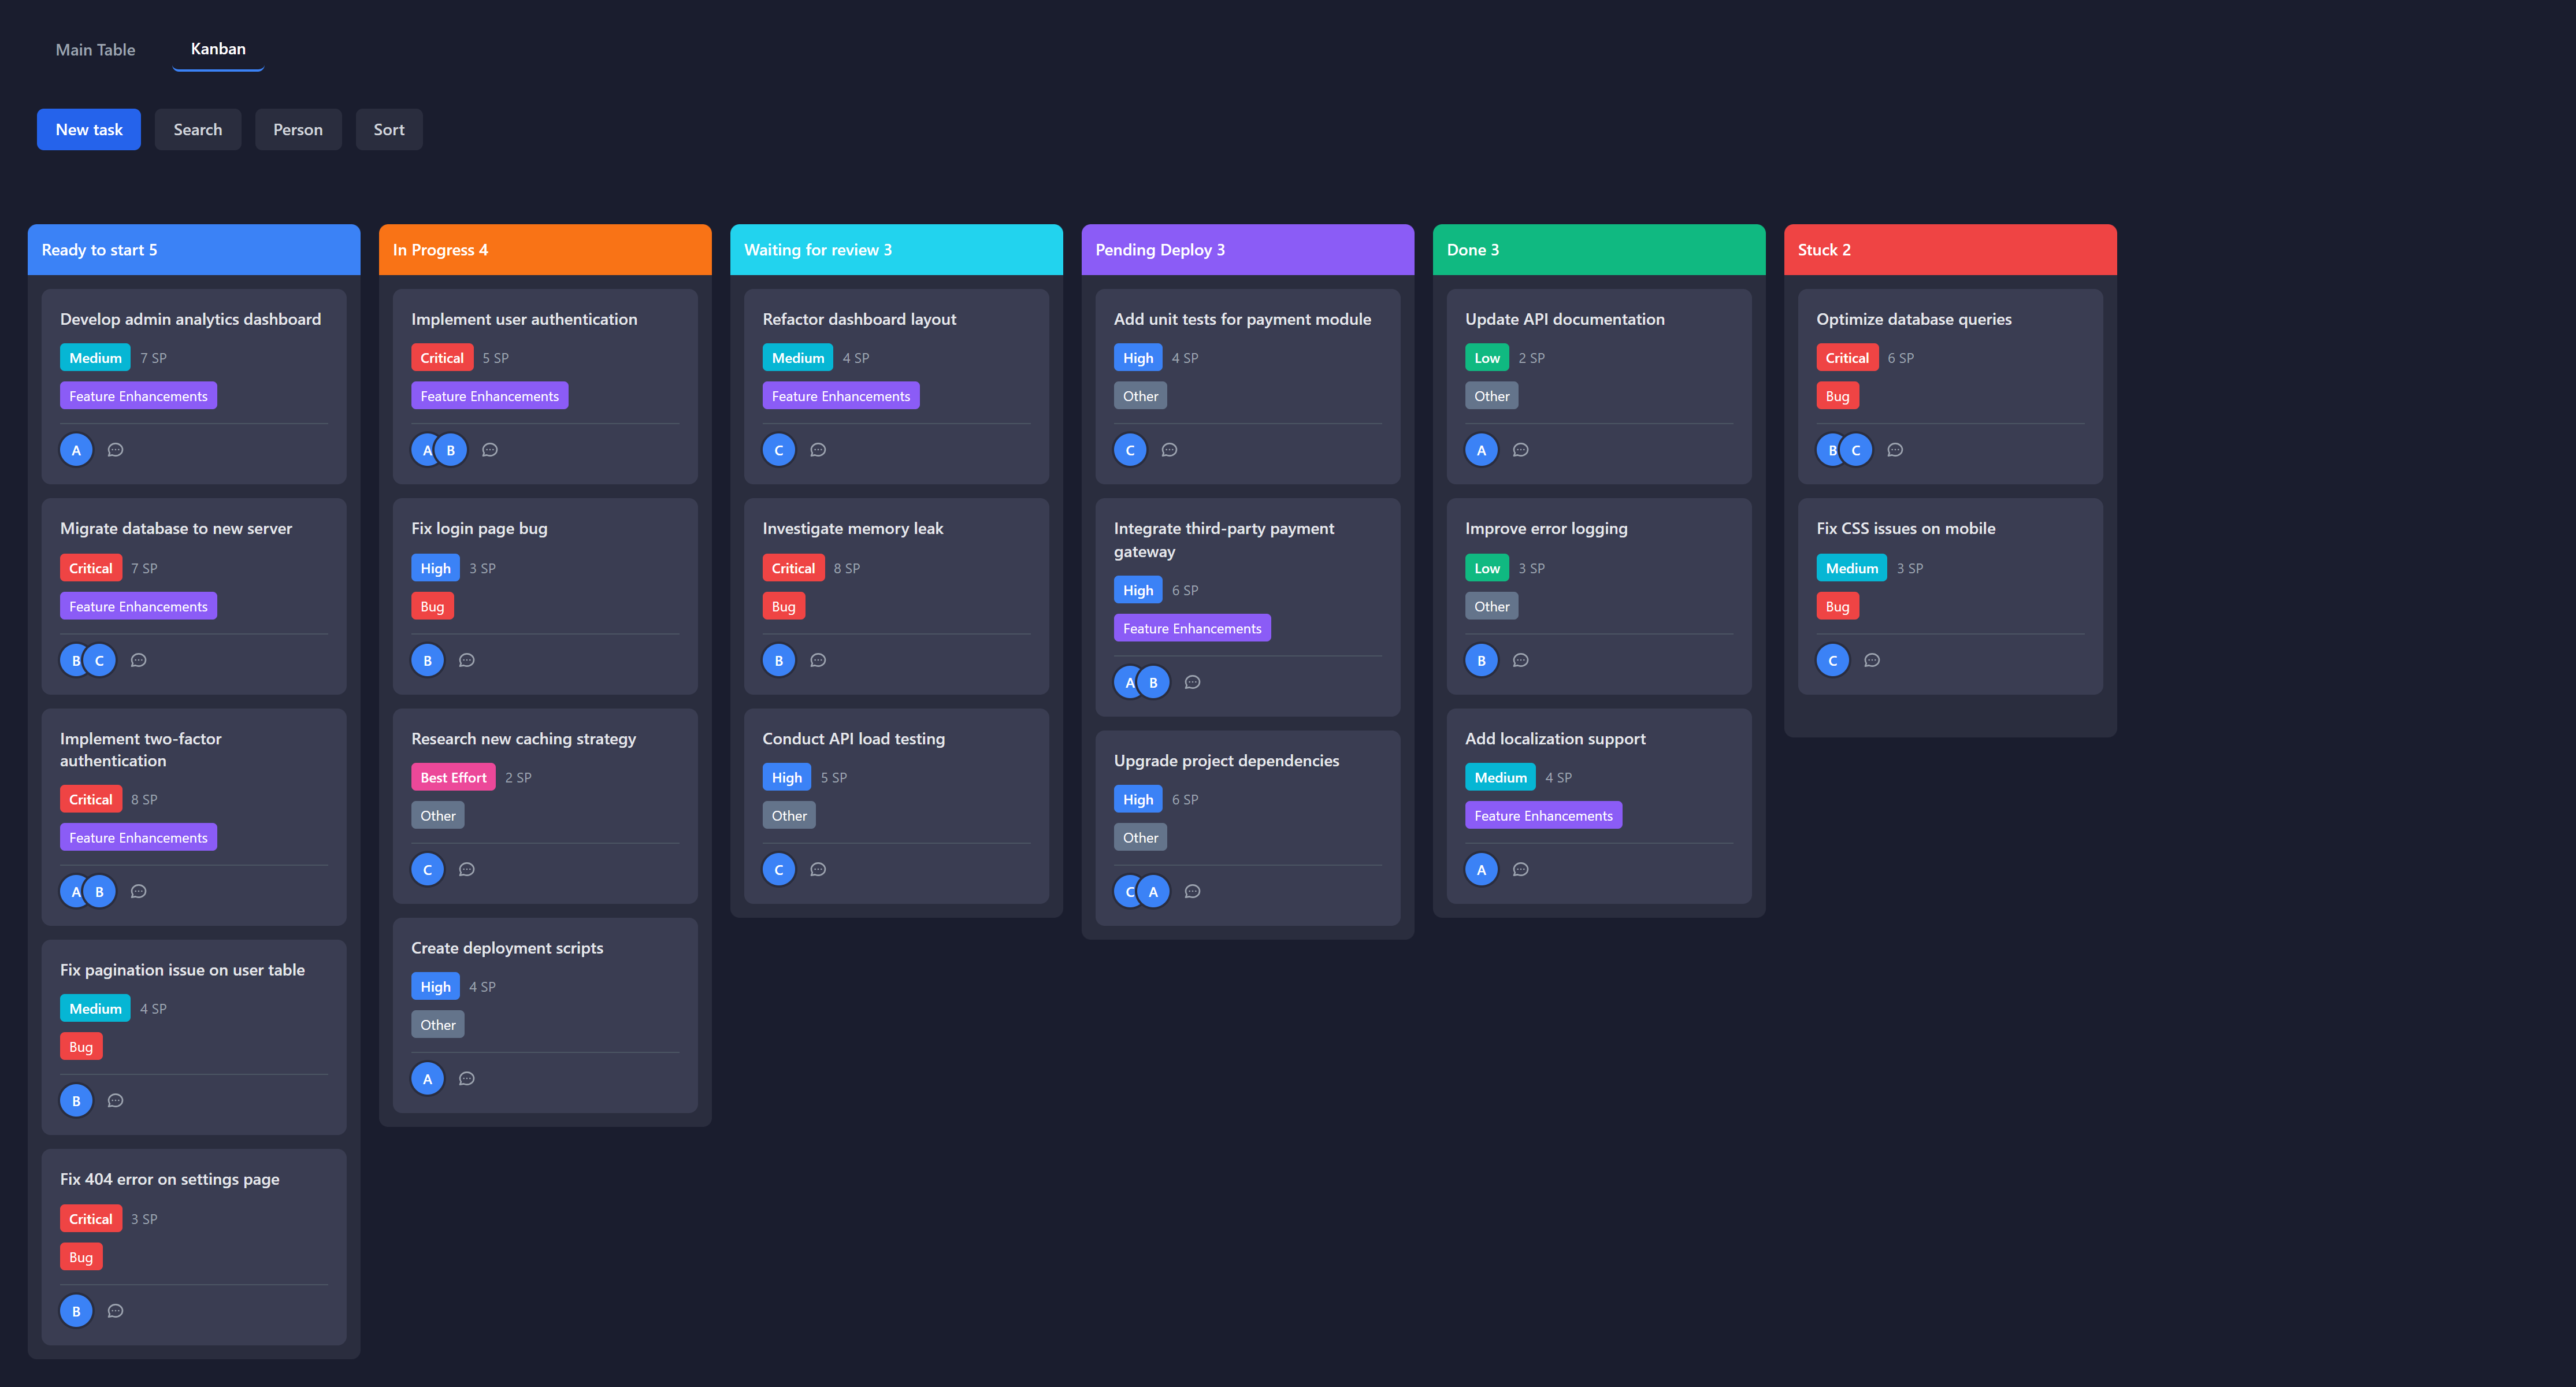 Main Table
Kanban
New task
Search
Person
Sort
Ready to start 5
Develop admin analytics dashboard
Medium 7 SP
Feature Enhancements
A
Migrate database to new server
Critical 7 SP
Feature Enhancements
B C
Implement two-factor
authentication
Critical 8 SP
Feature Enhancements
A B
Fix pagination issue on user table
Medium 4 SP
Bug
B
Fix 404 error on settings page
Critical 3 SP
Bug
B
In Progress 4
Implement user authentication
Critical 5 SP
Feature Enhancements
A B
Fix login page bug
High 3 SP
Bug
B
Research new caching strategy
Best Effort 2 SP
Other
C
Create deployment scripts
High 4 SP
Other
A
Waiting for review 3
Refactor dashboard layout
Medium 4 SP
Feature Enhancements
C
Investigate memory leak
Critical 8 SP
Bug
B
Conduct API load testing
High 5 SP
Other
C
Pending Deploy 3
Add unit tests for payment module
High 4 SP
Other
C
Integrate third-party payment
gateway
High 6 SP
Feature Enhancements
A B
Upgrade project dependencies
High 6 SP
Other
C A
Done 3
Update API documentation
Low 2 SP
Other
A
Improve error logging
Low 3 SP
Other
B
Add localization support
Medium 4 SP
Feature Enhancements
A
Stuck 2
Optimize database queries
Critical 6 SP
Bug
B C
Fix CSS issues on mobile
Medium 3 SP
Bug
C